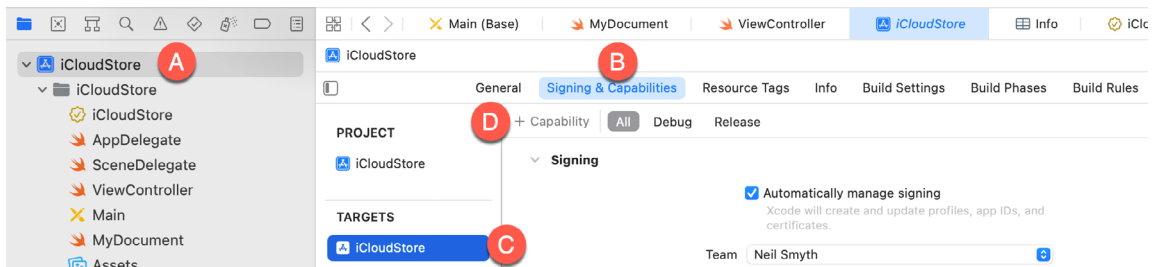 Main (Base) MyDocument ViewController iCloudStore Info iClo
iCloudStore A
iCloudStore
AppDelegate
SceneDelegate
ViewController
Main
MyDocument
Assets
iCloudStore
iCloudStore
B
General Signing & Capabilities Resource Tags Info Build Settings Build Phases Build Rules
D + Capability All Debug Release
PROJECT
iCloudStore
TARGETS
iCloudStore C
Signing
Automatically manage signing
Xcode will create and update profiles, app IDs, and
certificates.
Team Neil Smyth